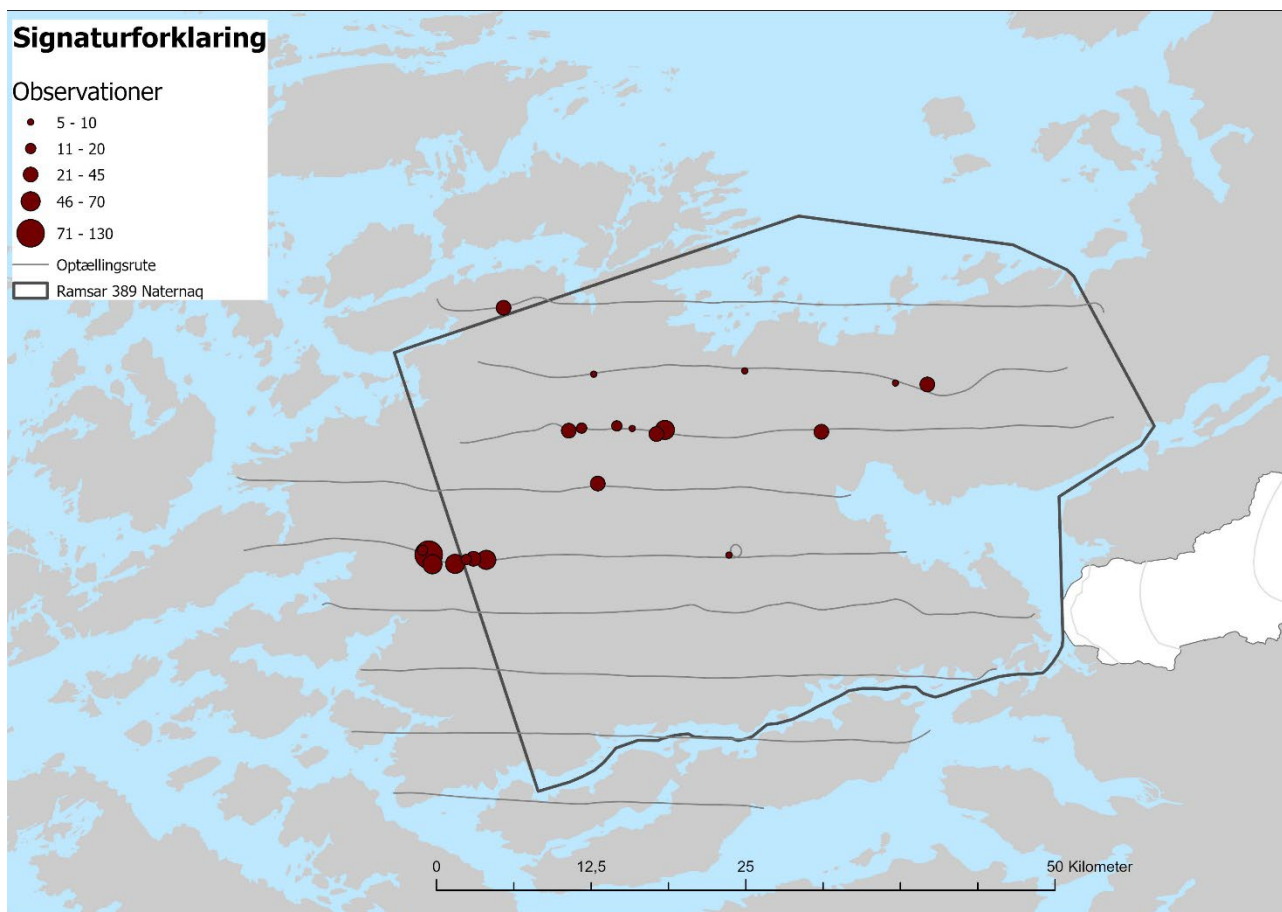 Signaturforklaring
Observationer
5 - 10
11 - 20
21 - 45
46 - 70
71 - 130
Optællingsrute
Ramsar 389 Naternaq
0 12,5 25 50 Kilometer